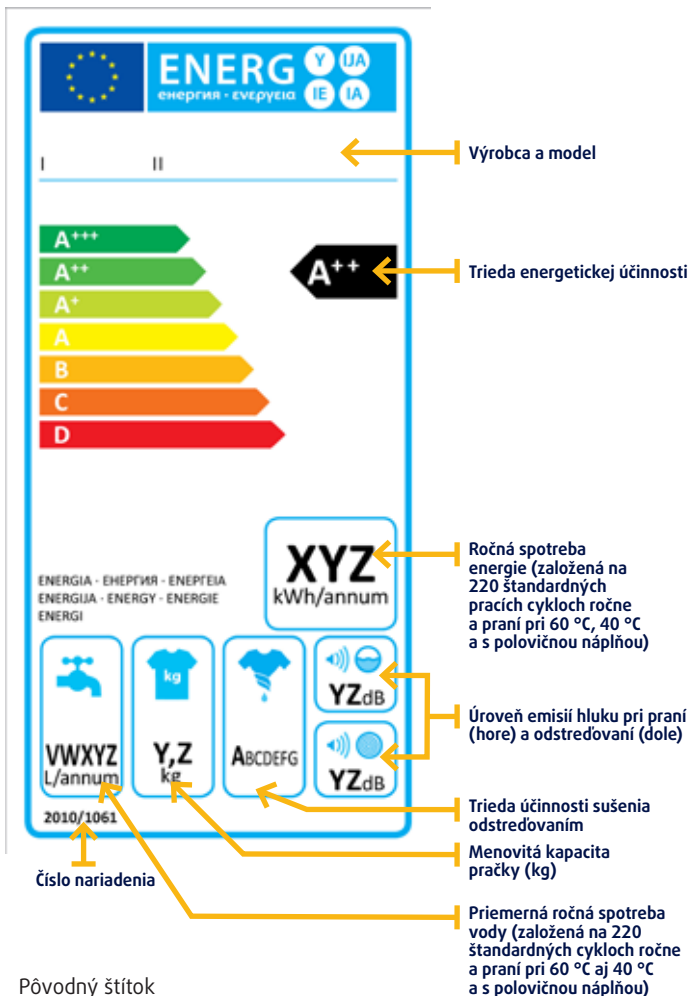 ENERG Y IJA
енергия · ενεργεια IE IA
I II
Výrobca a model
A+++
A++
A+
A
B
C
D
A++
Trieda energetickej účinnosti
XYZ
kWh/annum
Ročná spotreba
energie (založená na
220 štandardných
pracích cykloch ročne
a praní pri 60 °C, 40 °C
a s polovičnou náplňou)
ENERGIA · ЕНЕРГИЯ · ΕΝΕΡΓΕΙΑ
ENERGIJA · ENERGY · ENERGIE
ENERGI
VWXYZ
L/annum
kg
Y,Z
kg
ABCDEFG
YZdB
YZdB
Úroveň emisií hluku pri praní
(hore) a odstreďovaní (dole)
Trieda účinnosti sušenia
odstreďovaním
2010/1061
Menovitá kapacita
pračky (kg)
Číslo nariadenia
Priemerná ročná spotreba
vody (založená na 220
štandardných cykloch ročne
a praní pri 60 °C aj 40 °C
a s polovičnou náplňou)
Pôvodný štítok